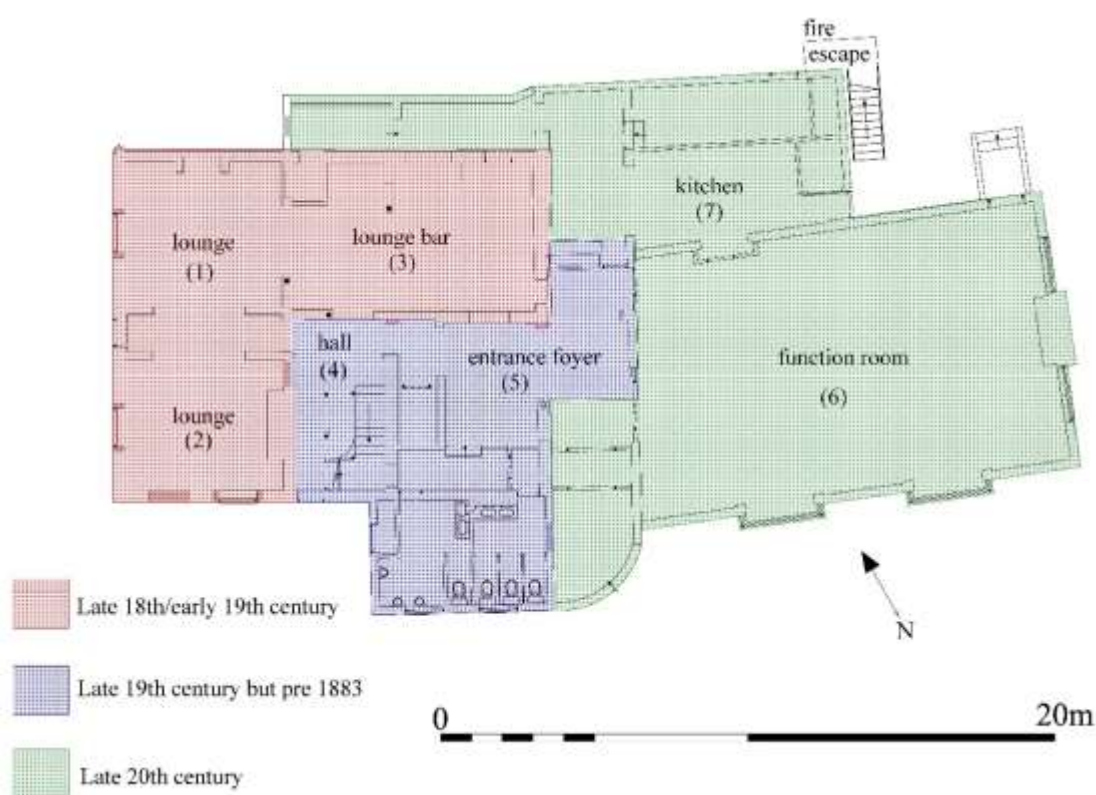 fire
escape
kitchen
(7)
lounge
(1)
lounge bar
(3)
hall
(4)
entrance foyer
(5)
function room
(6)
lounge
(2)
Late 18th/early 19th century
N
Late 19th century but pre 1883
0
20m
Late 20th century